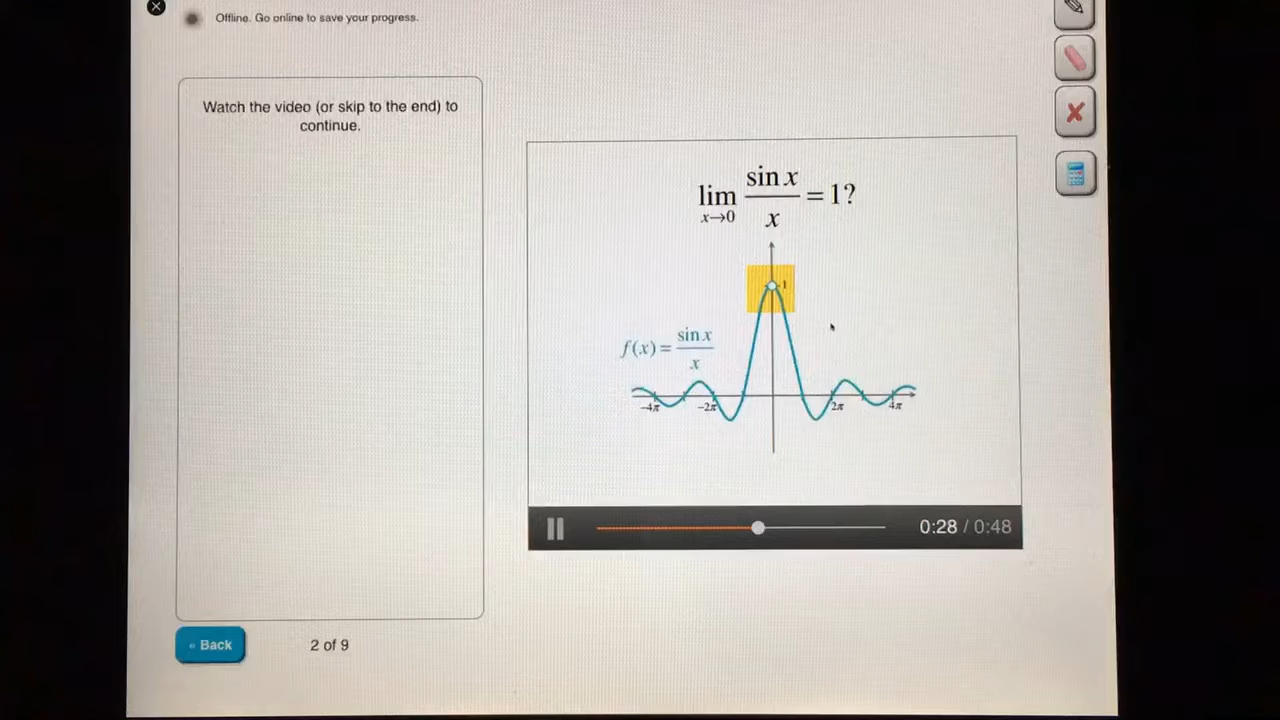 Offline. Go online to save your progress.
Watch the video (or skip to the end) to
continue.
lim x→0 sin x / x = 1?
1
f(x) = sin x / x
-4π -2π 2π 4π
0:28 / 0:48
« Back
2 of 9